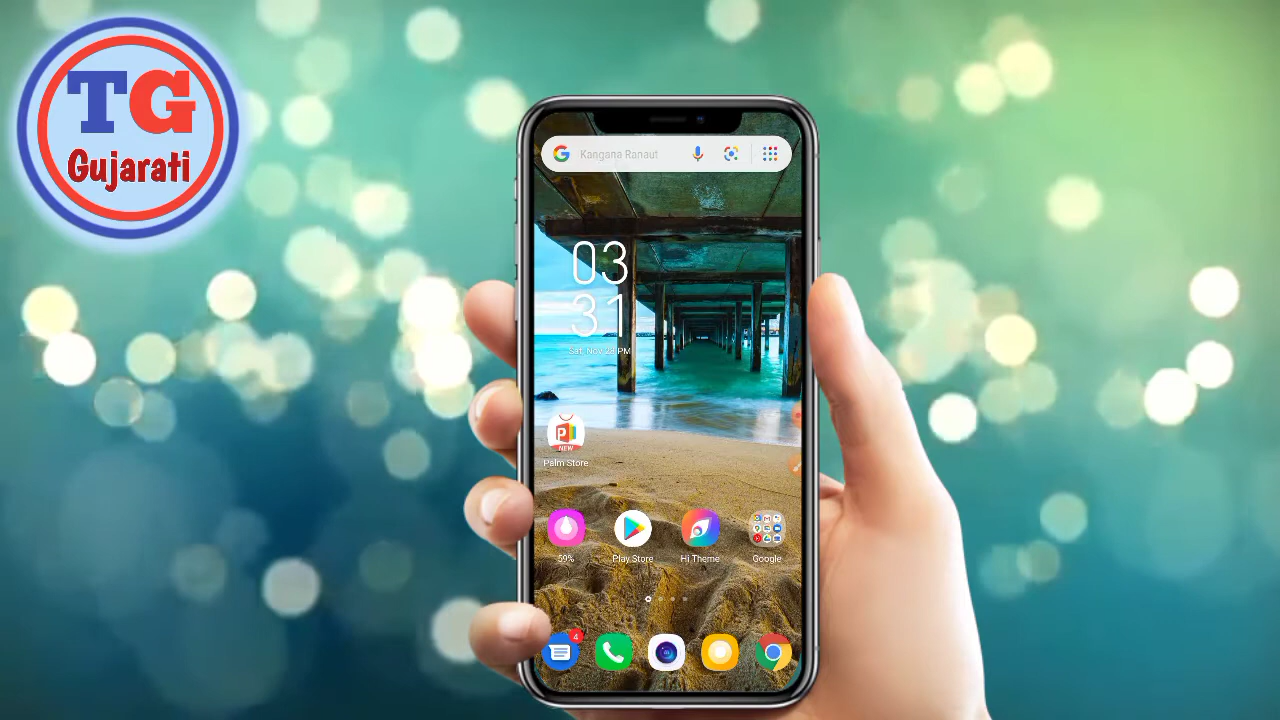 TG
Gujarati
Kangana Ranaut
03
31
Sat, Nov 28 PM
Palm Store
NEW
59%
Play Store
Hi Theme
Google
4